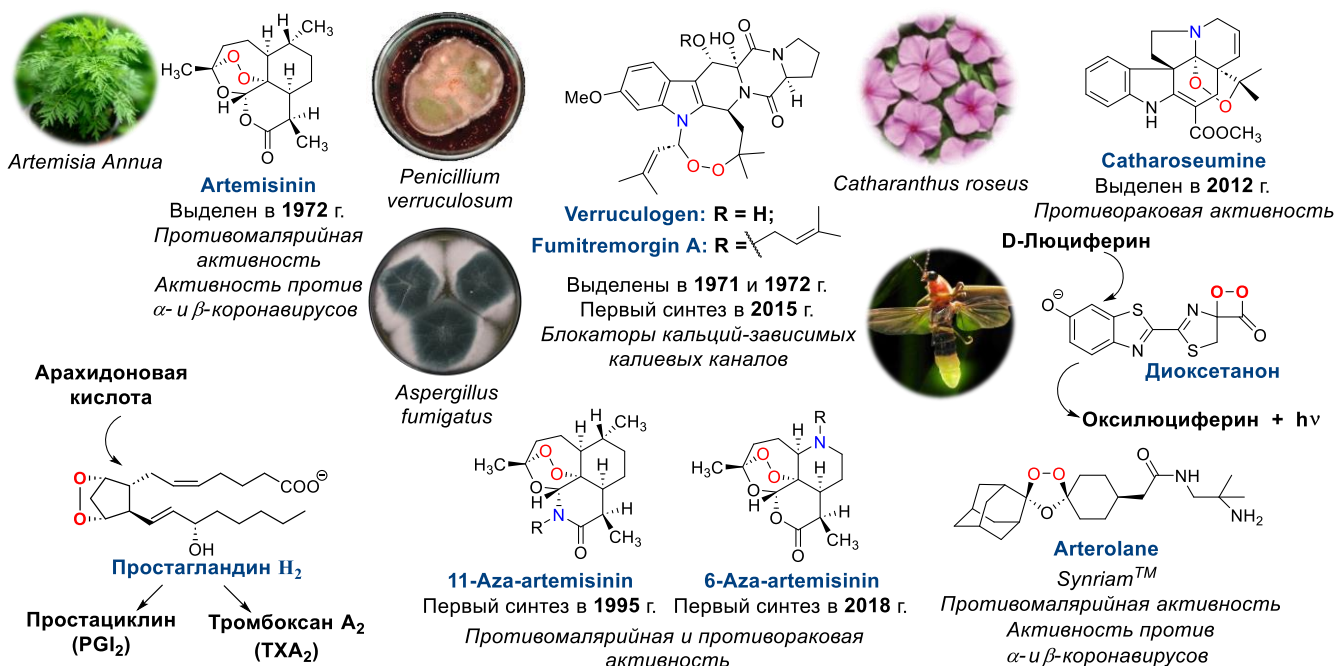 Artemisia Annua
H
CH3
H3C
O
O
H
O
H
O
H
O
CH3
Artemisinin
Выделен в 1972 г.
Противомалярийная
активность
Активность против
α- и β-коронавирусов
Penicillium
verruculosum
Aspergillus
fumigatus
RO
OH
O
N
MeO
N
N
H
O
O
O
Verruculogen: R = H;
Fumitremorgin A: R =
Выделены в 1971 и 1972 г.
Первый синтез в 2015 г.
Блокаторы кальций-зависимых
калиевых каналов
Catharanthus roseus
N
O
O
N
H
COOCH3
Catharoseumine
Выделен в 2012 г.
Противораковая активность
D-Люциферин
O⊖
S
N
N
S
O
O
O
Диоксетанон
Оксилюциферин + hν
Арахидоновая
кислота
O
O
COO⊖
OH
Простагландин H2
Простациклин
(PGI2)
Тромбоксан A2
(TXA2)
H
CH3
H
H3C
O
O
O
H
H
N
R
O
H
CH3
11-Aza-artemisinin
Первый синтез в 1995 г.
R
H
N
H3C
O
O
O
H
H
O
O
H
CH3
6-Aza-artemisinin
Первый синтез в 2018 г.
Противомалярийная и противораковая
активность
O
O
O
O
NH
NH2
Arterolane
SynriamTM
Противомалярийная активность
Активность против
α- и β-коронавирусов